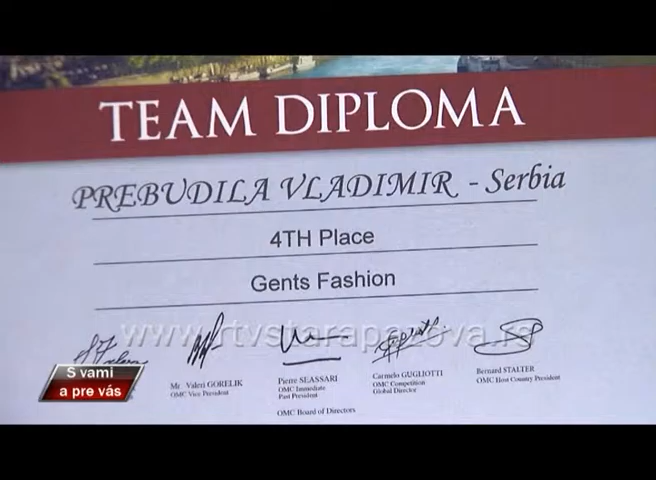 TEAM DIPLOMA
PREBUDILA VLADIMIR - Serbia
4TH Place
Gents Fashion
www.rtvstarapazova.rs
Mr Valeri GORELIK
OMC Vice President
Pierre SEASSARI
OMC Immediate
Past President
Carmelo GUGLIOTTI
OMC Competition
Global Director
Bernard STALTER
OMC Host Country President
OMC Board of Directors
S vami
a pre vás